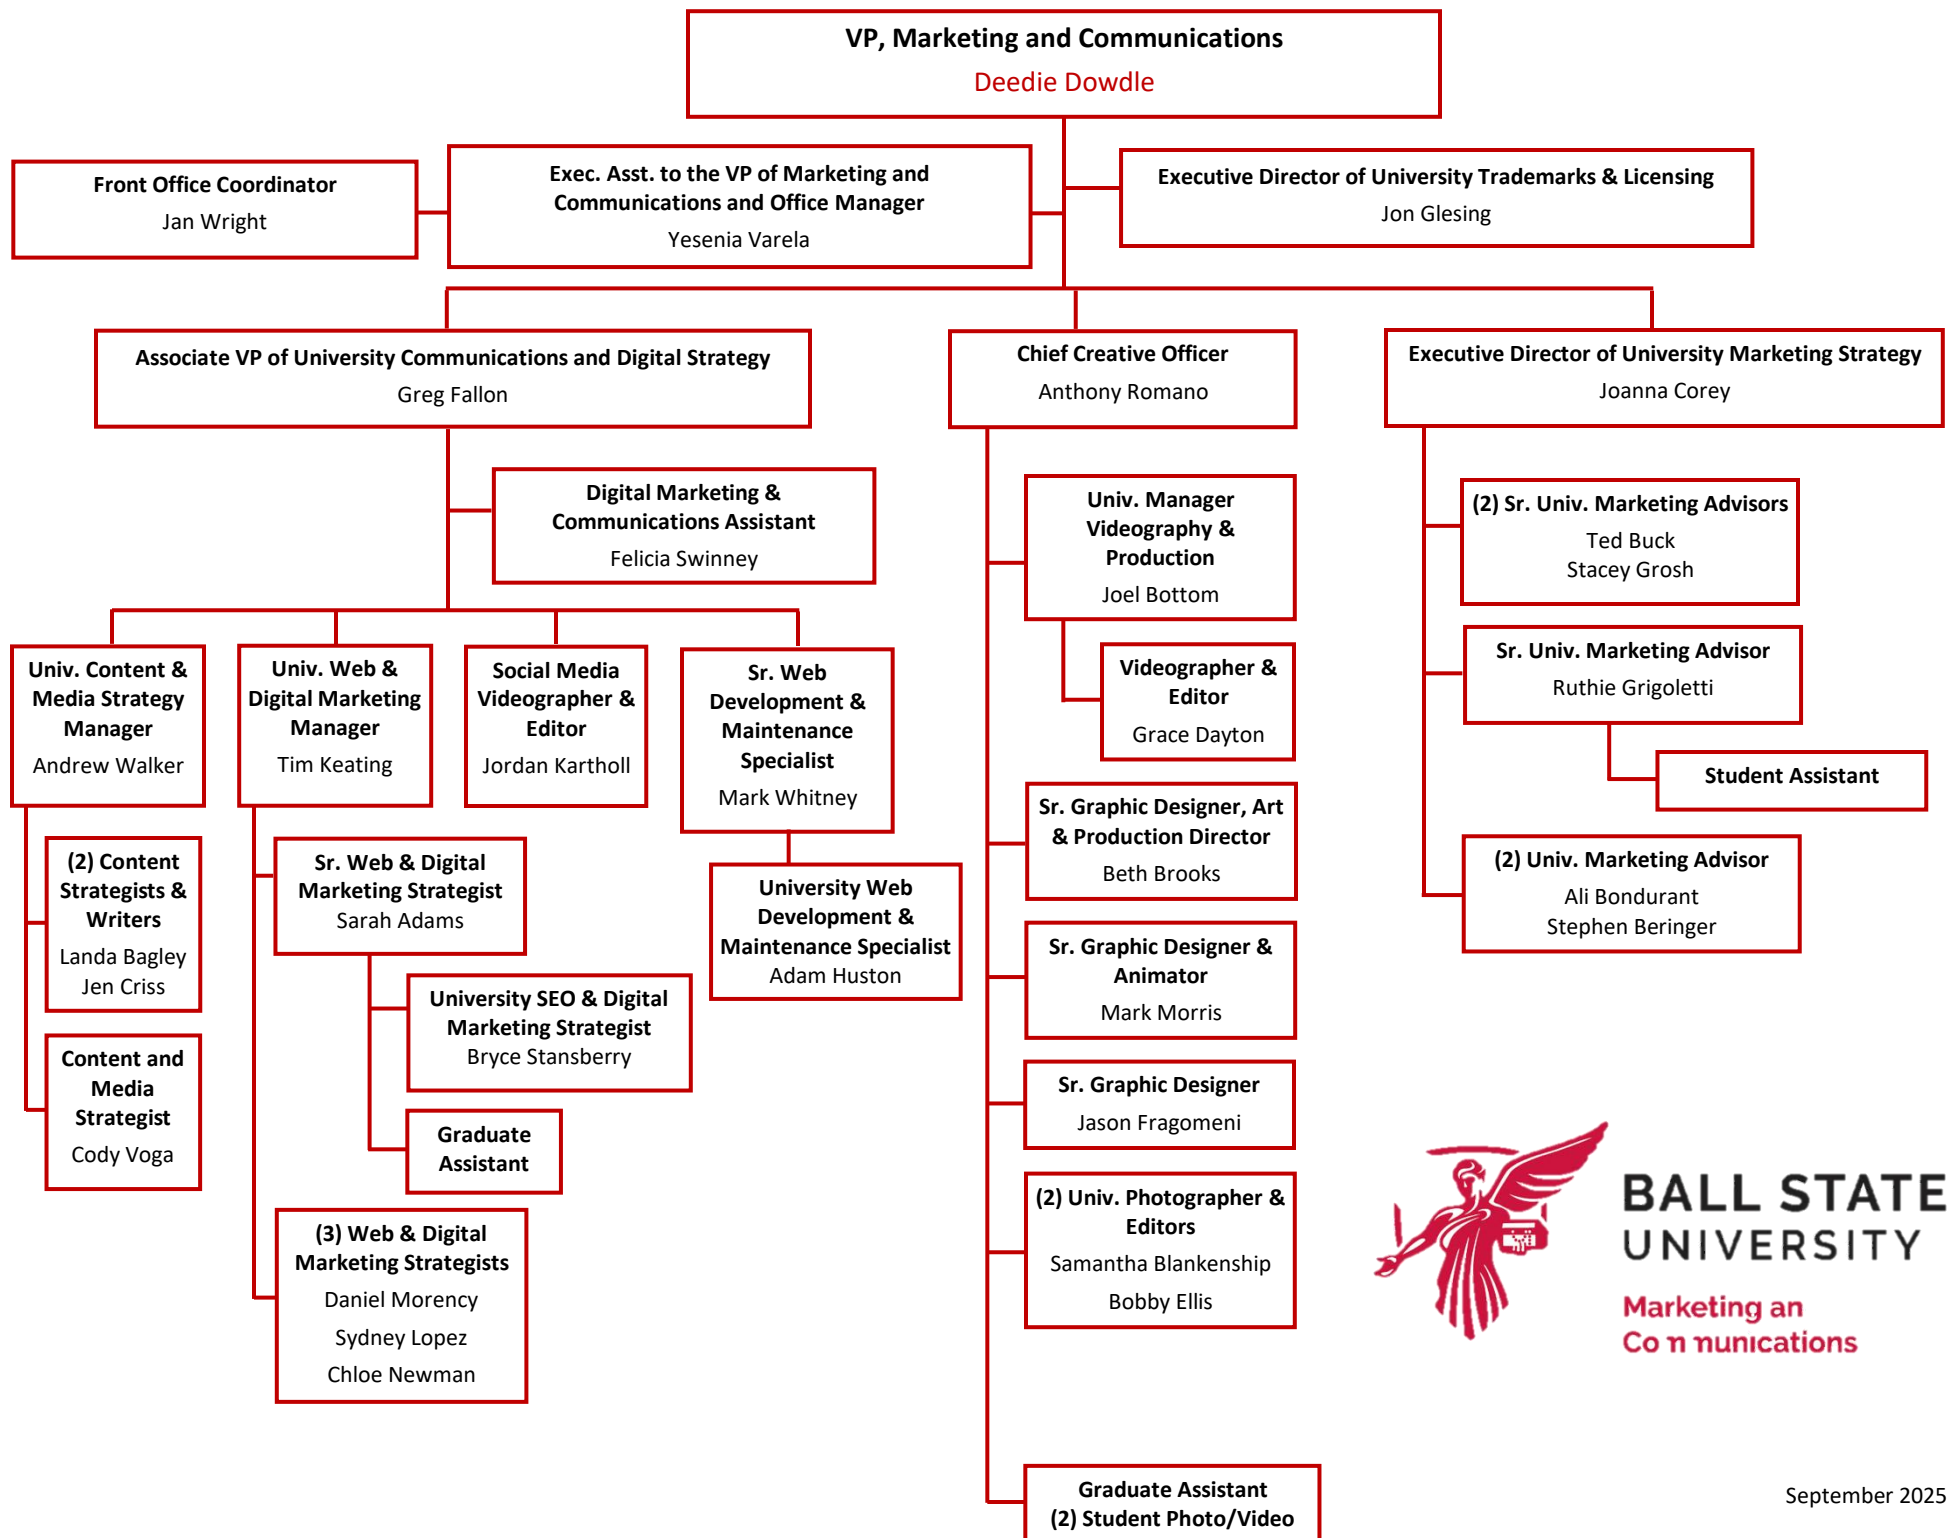 VP, Marketing and Communications
Deedie Dowdle
Front Office Coordinator
Jan Wright
Exec. Asst. to the VP of Marketing and
Communications and Office Manager
Yesenia Varela
Executive Director of University Trademarks & Licensing
Jon Glesing
Associate VP of University Communications and Digital Strategy
Greg Fallon
Chief Creative Officer
Anthony Romano
Executive Director of University Marketing Strategy
Joanna Corey
Digital Marketing &
Communications Assistant
Felicia Swinney
Univ. Content &
Media Strategy
Manager
Andrew Walker
(2) Content
Strategists &
Writers
Landa Bagley
Jen Criss
Content and
Media
Strategist
Cody Voga
Univ. Web &
Digital Marketing
Manager
Tim Keating
Sr. Web & Digital
Marketing Strategist
Sarah Adams
University SEO & Digital
Marketing Strategist
Bryce Stansberry
Graduate
Assistant
(3) Web & Digital
Marketing Strategists
Daniel Morency
Sydney Lopez
Chloe Newman
Social Media
Videographer &
Editor
Jordan Kartholl
Sr. Web
Development &
Maintenance
Specialist
Mark Whitney
University Web
Development &
Maintenance Specialist
Adam Huston
Univ. Manager
Videography &
Production
Joel Bottom
Videographer &
Editor
Grace Dayton
Sr. Graphic Designer, Art
& Production Director
Beth Brooks
Sr. Graphic Designer &
Animator
Mark Morris
Sr. Graphic Designer
Jason Fragomeni
(2) Univ. Photographer &
Editors
Samantha Blankenship
Bobby Ellis
Graduate Assistant
(2) Student Photo/Video
(2) Sr. Univ. Marketing Advisors
Ted Buck
Stacey Grosh
Sr. Univ. Marketing Advisor
Ruthie Grigoletti
Student Assistant
(2) Univ. Marketing Advisor
Ali Bondurant
Stephen Beringer
BALL STATE
UNIVERSITY
Marketing an
Co n nunications
September 2025